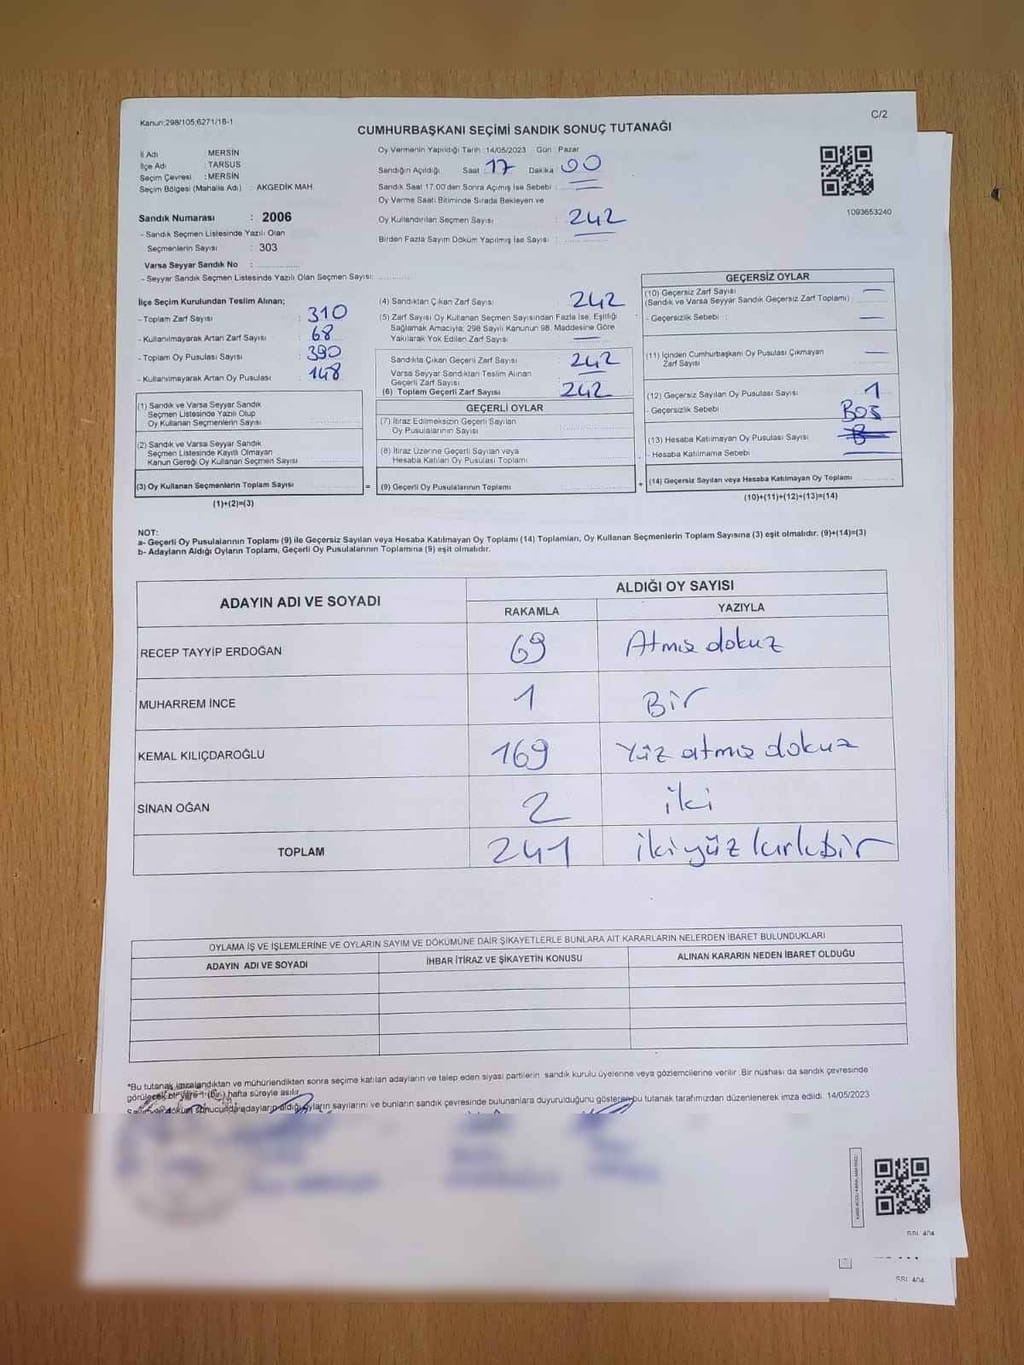 Kanun:298/105;6271/18-1
C/2
CUMHURBAŞKANI SEÇİMİ SANDIK SONUÇ TUTANAĞI
İl Adı : MERSİN
İlçe Adı : TARSUS
Seçim Çevresi : MERSİN
Seçim Bölgesi (Mahalle Adı) : AKGEDİK MAH.
Sandık Numarası : 2006
- Sandık Seçmen Listesinde Yazılı Olan
Seçmenlerin Sayısı : 303
Varsa Seyyar Sandık No :
- Seyyar Sandık Seçmen Listesinde Yazılı Olan Seçmen Sayısı:
Oy Vermenin Yapıldığı Tarih :14/05/2023 Gün :Pazar
Sandığın Açıldığı Saat 17 Dakika 00
Sandık Saat 17.00'den Sonra Açılmış İse Sebebi :
Oy Verme Saati Bitiminde Sırada Bekleyen ve
Oy Kullandırılan Seçmen Sayısı : 242
Birden Fazla Sayım Döküm Yapılmış İse Sayısı :
1093653240
İlçe Seçim Kurulundan Teslim Alınan;
- Toplam Zarf Sayısı : 310
- Kullanılmayarak Artan Zarf Sayısı : 68
- Toplam Oy Pusulası Sayısı : 390
- Kullanılmayarak Artan Oy Pusulası : 148
(1) Sandık ve Varsa Seyyar Sandık
Seçmen Listesinde Yazılı Olup
Oy Kullanan Seçmenlerin Sayısı
(2) Sandık ve Varsa Seyyar Sandık
Seçmen Listesinde Kayıtlı Olmayan
Kanun Gereği Oy Kullanan Seçmen Sayısı
(3) Oy Kullanan Seçmenlerin Toplam Sayısı
(1)+(2)=(3)
(4) Sandıktan Çıkan Zarf Sayısı : 242
(5) Zarf Sayısı Oy Kullanan Seçmen Sayısından Fazla İse, Eşitliği
Sağlamak Amacıyla; 298 Sayılı Kanunun 98. Maddesine Göre
Yakılarak Yok Edilen Zarf Sayısı
Sandıkta Çıkan Geçerli Zarf Sayısı : 242
Varsa Seyyar Sandıktan Teslim Alınan
Geçerli Zarf Sayısı
(6) Toplam Geçerli Zarf Sayısı : 242
GEÇERLİ OYLAR
(7) İtiraz Edilmeksizin Geçerli Sayılan
Oy Pusulalarının Sayısı
(8) İtiraz Üzerine Geçerli Sayılan veya
Hesaba Katılan Oy Pusulası Toplamı
=
(9) Geçerli Oy Pusulalarının Toplamı
+
GEÇERSİZ OYLAR
(10) Geçersiz Zarf Sayısı
(Sandık ve Varsa Seyyar Sandık Geçersiz Zarf Toplamı)
- Geçersizlik Sebebi :
(11) İçinden Cumhurbaşkanı Oy Pusulası Çıkmayan
Zarf Sayısı
(12) Geçersiz Sayılan Oy Pusulası Sayısı 1
- Geçersizlik Sebebi BOŞ
(13) Hesaba Katılmayan Oy Pusulası Sayısı
- Hesaba Katılmama Sebebi
(14) Geçersiz Sayılan veya Hesaba Katılmayan Oy Toplamı
(10)+(11)+(12)+(13)=(14)
NOT:
a- Geçerli Oy Pusulalarının Toplamı (9) ile Geçersiz Sayılan veya Hesaba Katılmayan Oy Toplamı (14) Toplamları, Oy Kullanan Seçmenlerin Toplam Sayısına (3) eşit olmalıdır. (9)+(14)=(3)
b- Adayların Aldığı Oyların Toplamı, Geçerli Oy Pusulalarının Toplamına (9) eşit olmalıdır.
ADAYIN ADI VE SOYADI
ALDIĞI OY SAYISI
RAKAMLA YAZIYLA
RECEP TAYYİP ERDOĞAN 69 Atmış dokuz
MUHARREM İNCE 1 Bir
KEMAL KILIÇDAROĞLU 169 Yüz atmış dokuz
SİNAN OĞAN 2 iki
TOPLAM 241 ikiyüz kırkbir
OYLAMA İŞ VE İŞLEMLERİNE VE OYLARIN SAYIM VE DÖKÜMÜNE DAİR ŞİKAYETLERLE BUNLARA AİT KARARLARIN NELERDEN İBARET BULUNDUKLARI
ADAYIN ADI VE SOYADI İHBAR İTİRAZ VE ŞİKAYETİN KONUSU ALINAN KARARIN NEDEN İBARET OLDUĞU
*Bu tutanak imzalandıktan ve mühürlendikten sonra seçime katılan adayların ve talep eden siyasi partilerin sandık kurulu üyelerine veya gözlemcilerine verilir. Bir nüshası da sandık çevresinde
görülecek bir yere 1 (bir) hafta süreyle asılır.
döküm sonucunda adayların aldığı oyların sayılarını ve bunların sandık çevresinde bulunanlara duyurulduğunu gösteren bu tutanak tarafımızdan düzenlenerek imza edildi. 14/05/2023
SSI. 404
SSI. 404